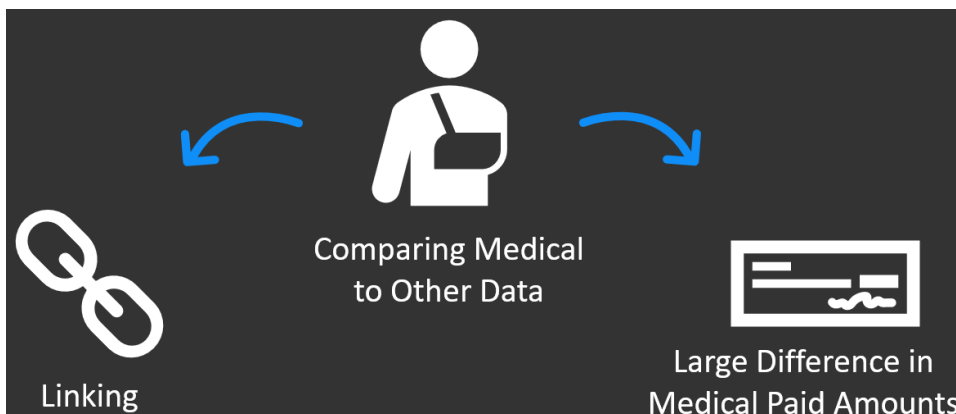 Comparing Medical
to Other Data
Linking
Large Difference in
Medical Paid Amounts